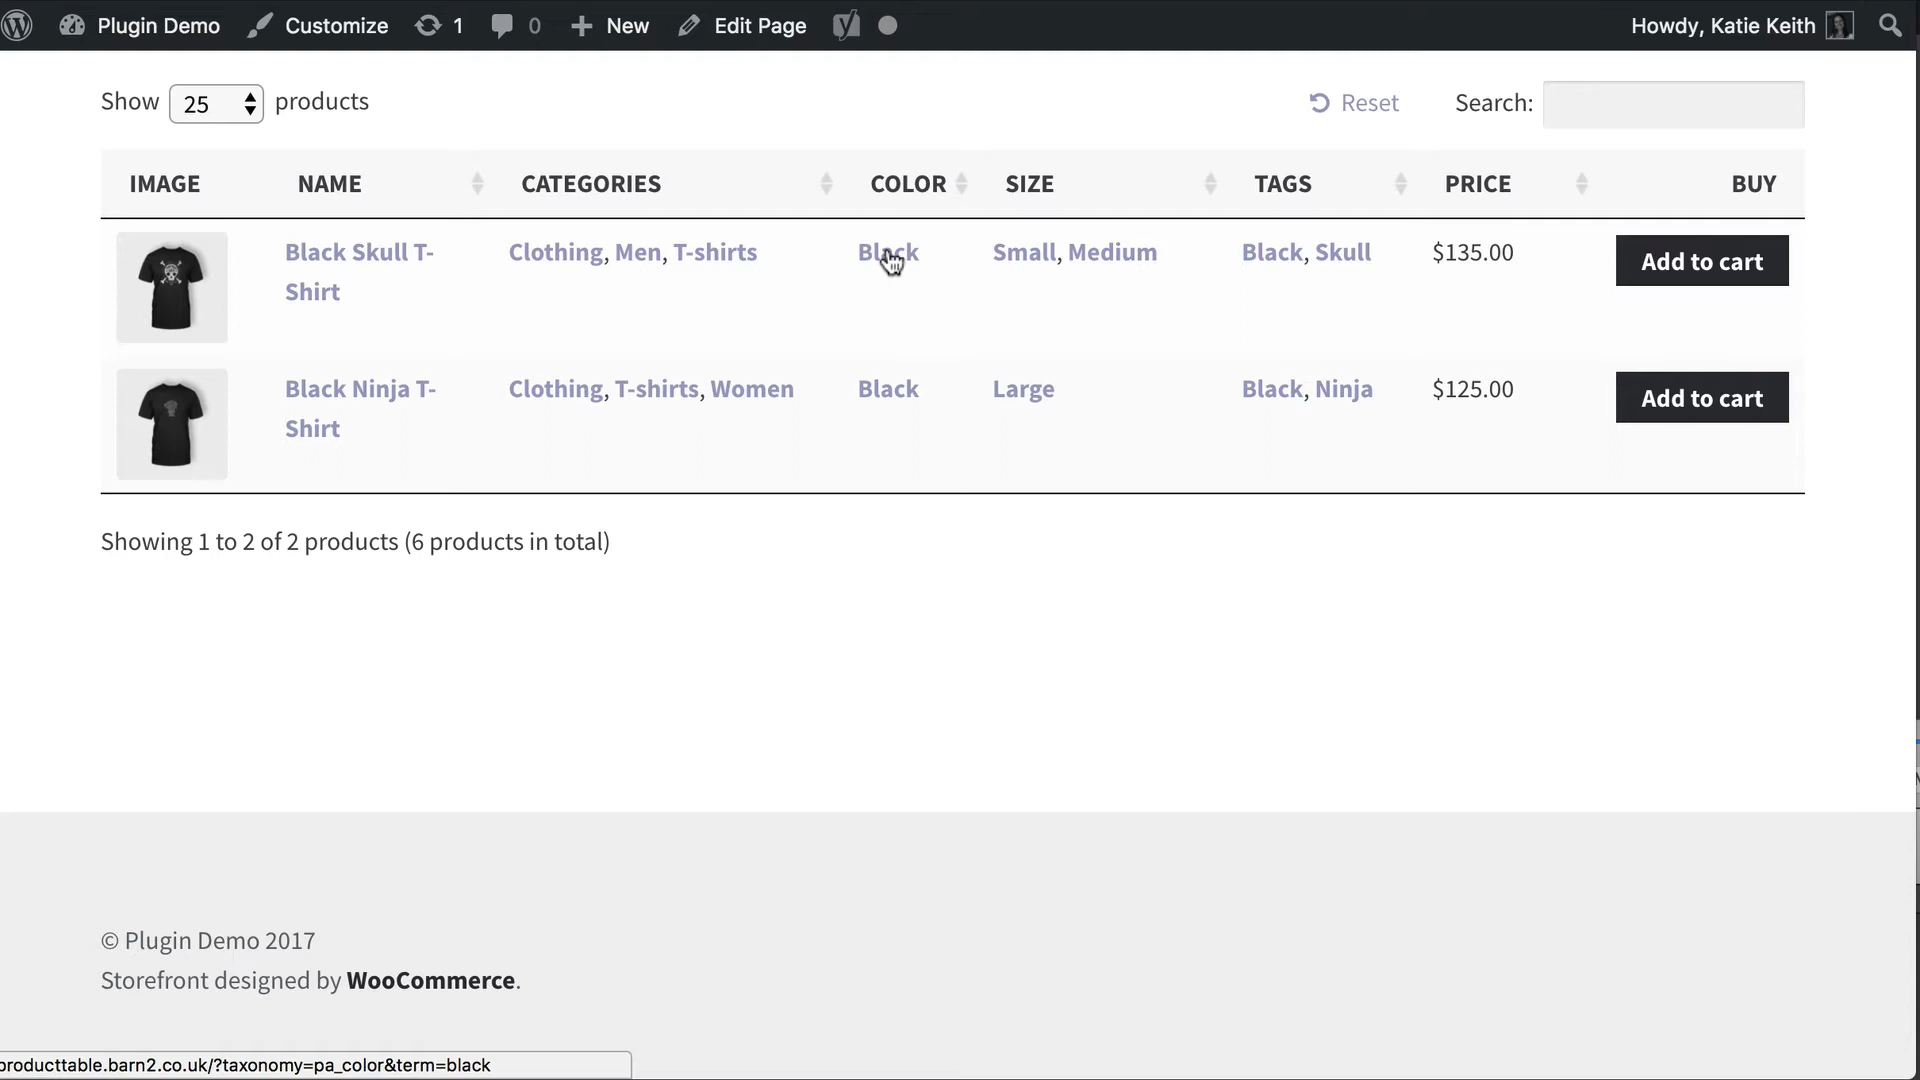 Plugin Demo Customize 1 0 New Edit Page Howdy, Katie Keith
Show 25 products Reset Search:
IMAGE NAME CATEGORIES COLOR SIZE TAGS PRICE BUY
Black Skull T-
Shirt
Clothing, Men, T-shirts Black Small, Medium Black, Skull $135.00 Add to cart
Black Ninja T-
Shirt
Clothing, T-shirts, Women Black Large Black, Ninja $125.00 Add to cart
Showing 1 to 2 of 2 products (6 products in total)
© Plugin Demo 2017
Storefront designed by WooCommerce.
producttable.barn2.co.uk/?taxonomy=pa_color&term=black